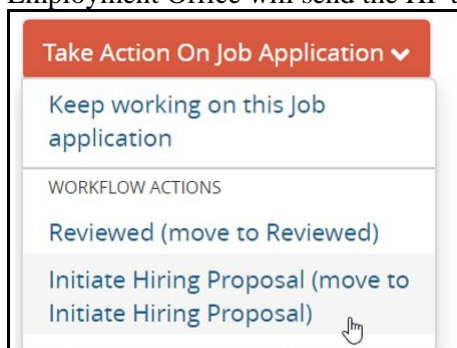 Employment Office will send the HP t
Take Action On Job Application
Keep working on this Job
application
WORKFLOW ACTIONS
Reviewed (move to Reviewed)
Initiate Hiring Proposal (move to
Initiate Hiring Proposal)